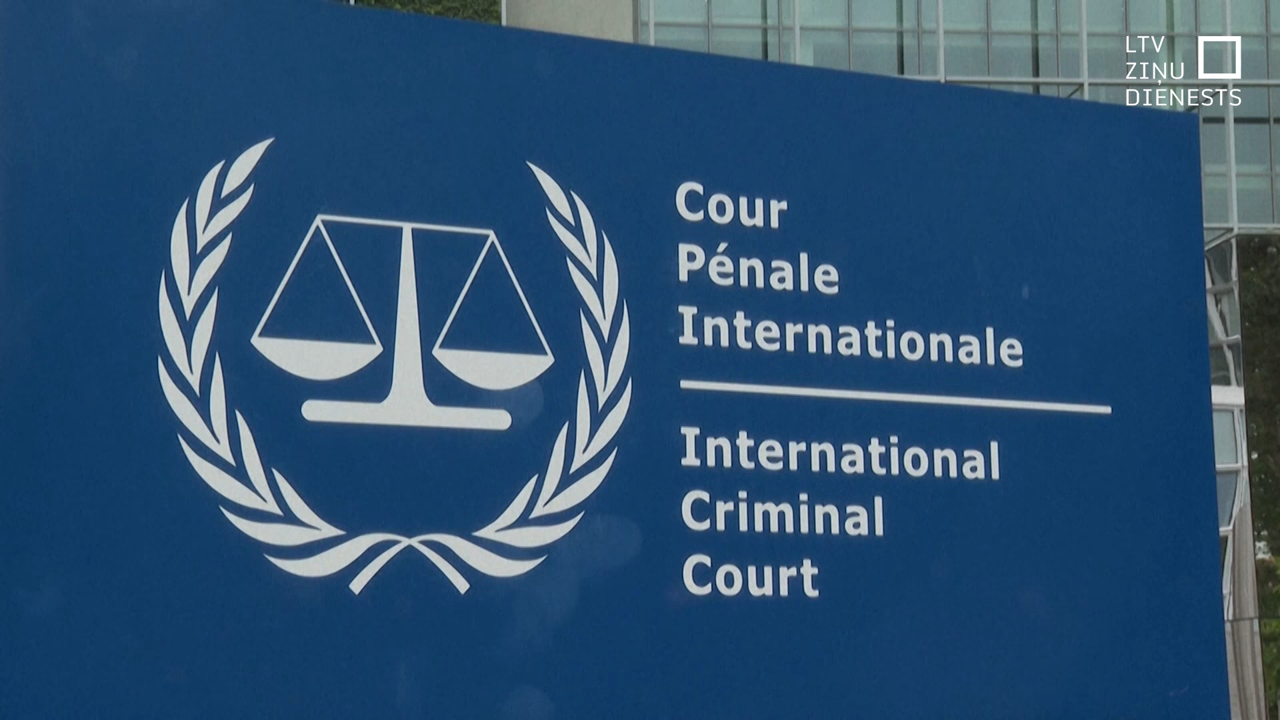 LTV
ZIŅU
DIENESTS
Cour
Pénale
Internationale
International
Criminal
Court